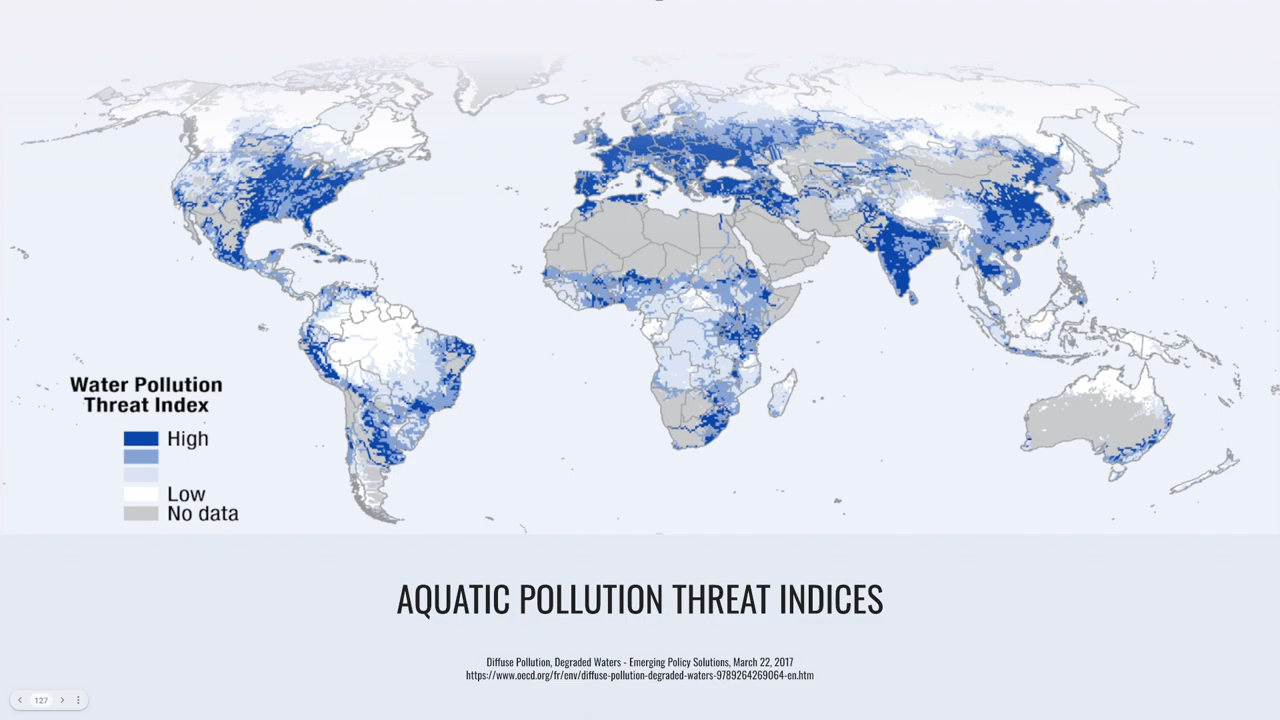 Water Pollution
Threat Index
High
Low
No data
AQUATIC POLLUTION THREAT INDICES
Diffuse Pollution, Degraded Waters - Emerging Policy Solutions, March 22, 2017
https://www.oecd.org/fr/env/diffuse-pollution-degraded-waters-9789264269064-en.htm
127